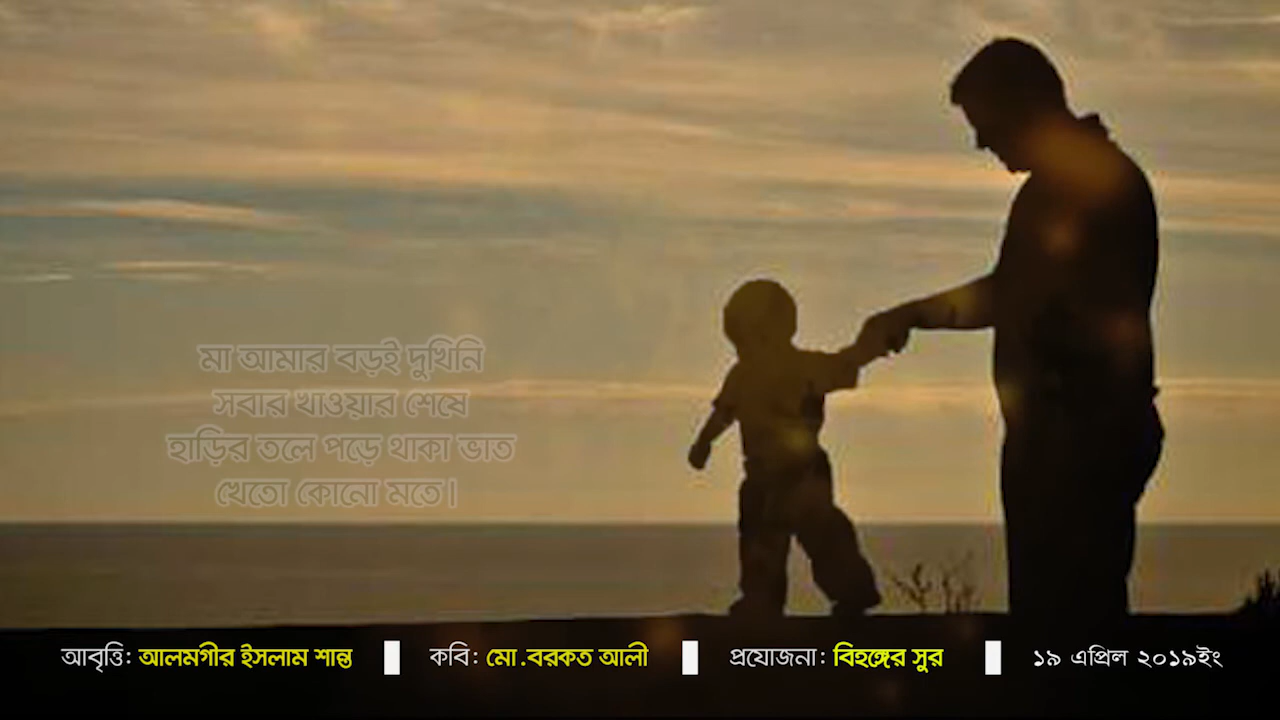 মা আমার বড়ই দুখিনি
সবার খাওয়ার শেষে
হাড়ির তলে পড়ে থাকা ভাত
খেতো কোনো মতে।
আবৃত্তি: আলমগীর ইসলাম শান্ত কবি: মো.বরকত আলী প্রযোজনা: বিহঙ্গের সুর ১৯ এপ্রিল ২০১৯ইং